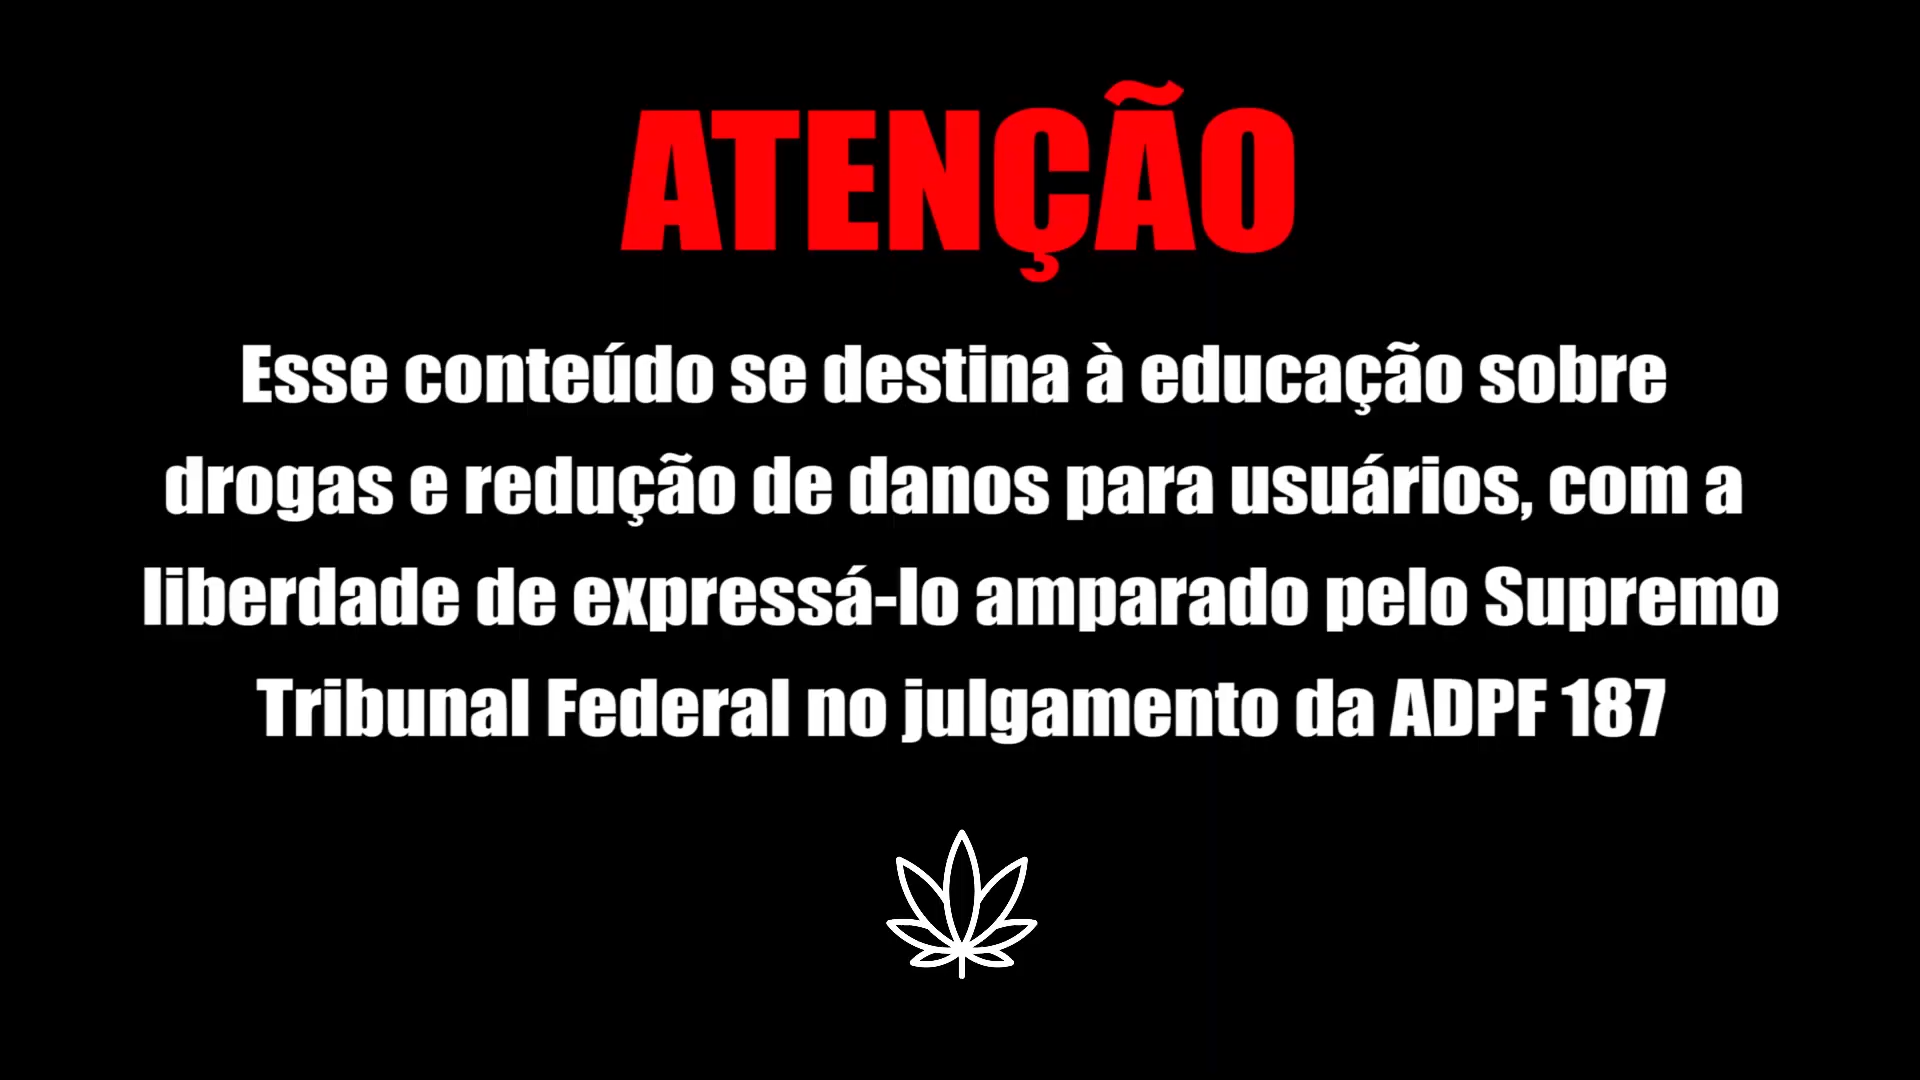 ATENÇÃO
Esse conteúdo se destina à educação sobre
drogas e redução de danos para usuários, com a
liberdade de expressá-lo amparado pelo Supremo
Tribunal Federal no julgamento da ADPF 187